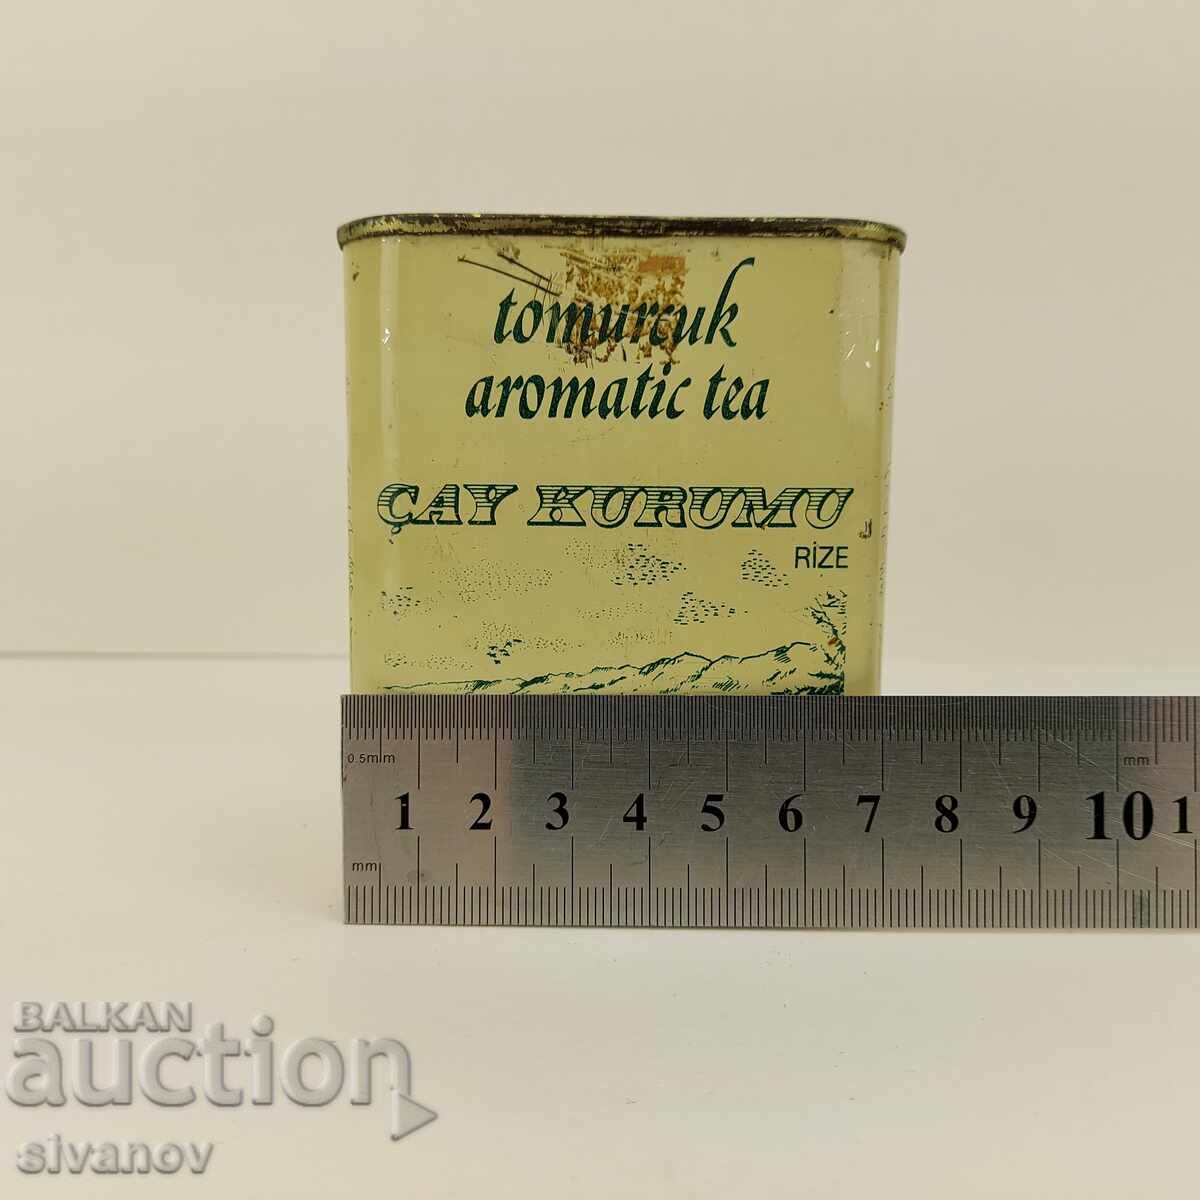 tomurcuk
aromatic tea
ÇAY KURUMU
RİZE
0.5mm
mm
1 2 3 4 5 6 7 8 9 10 1
mm
BALKAN
auction
sivanov